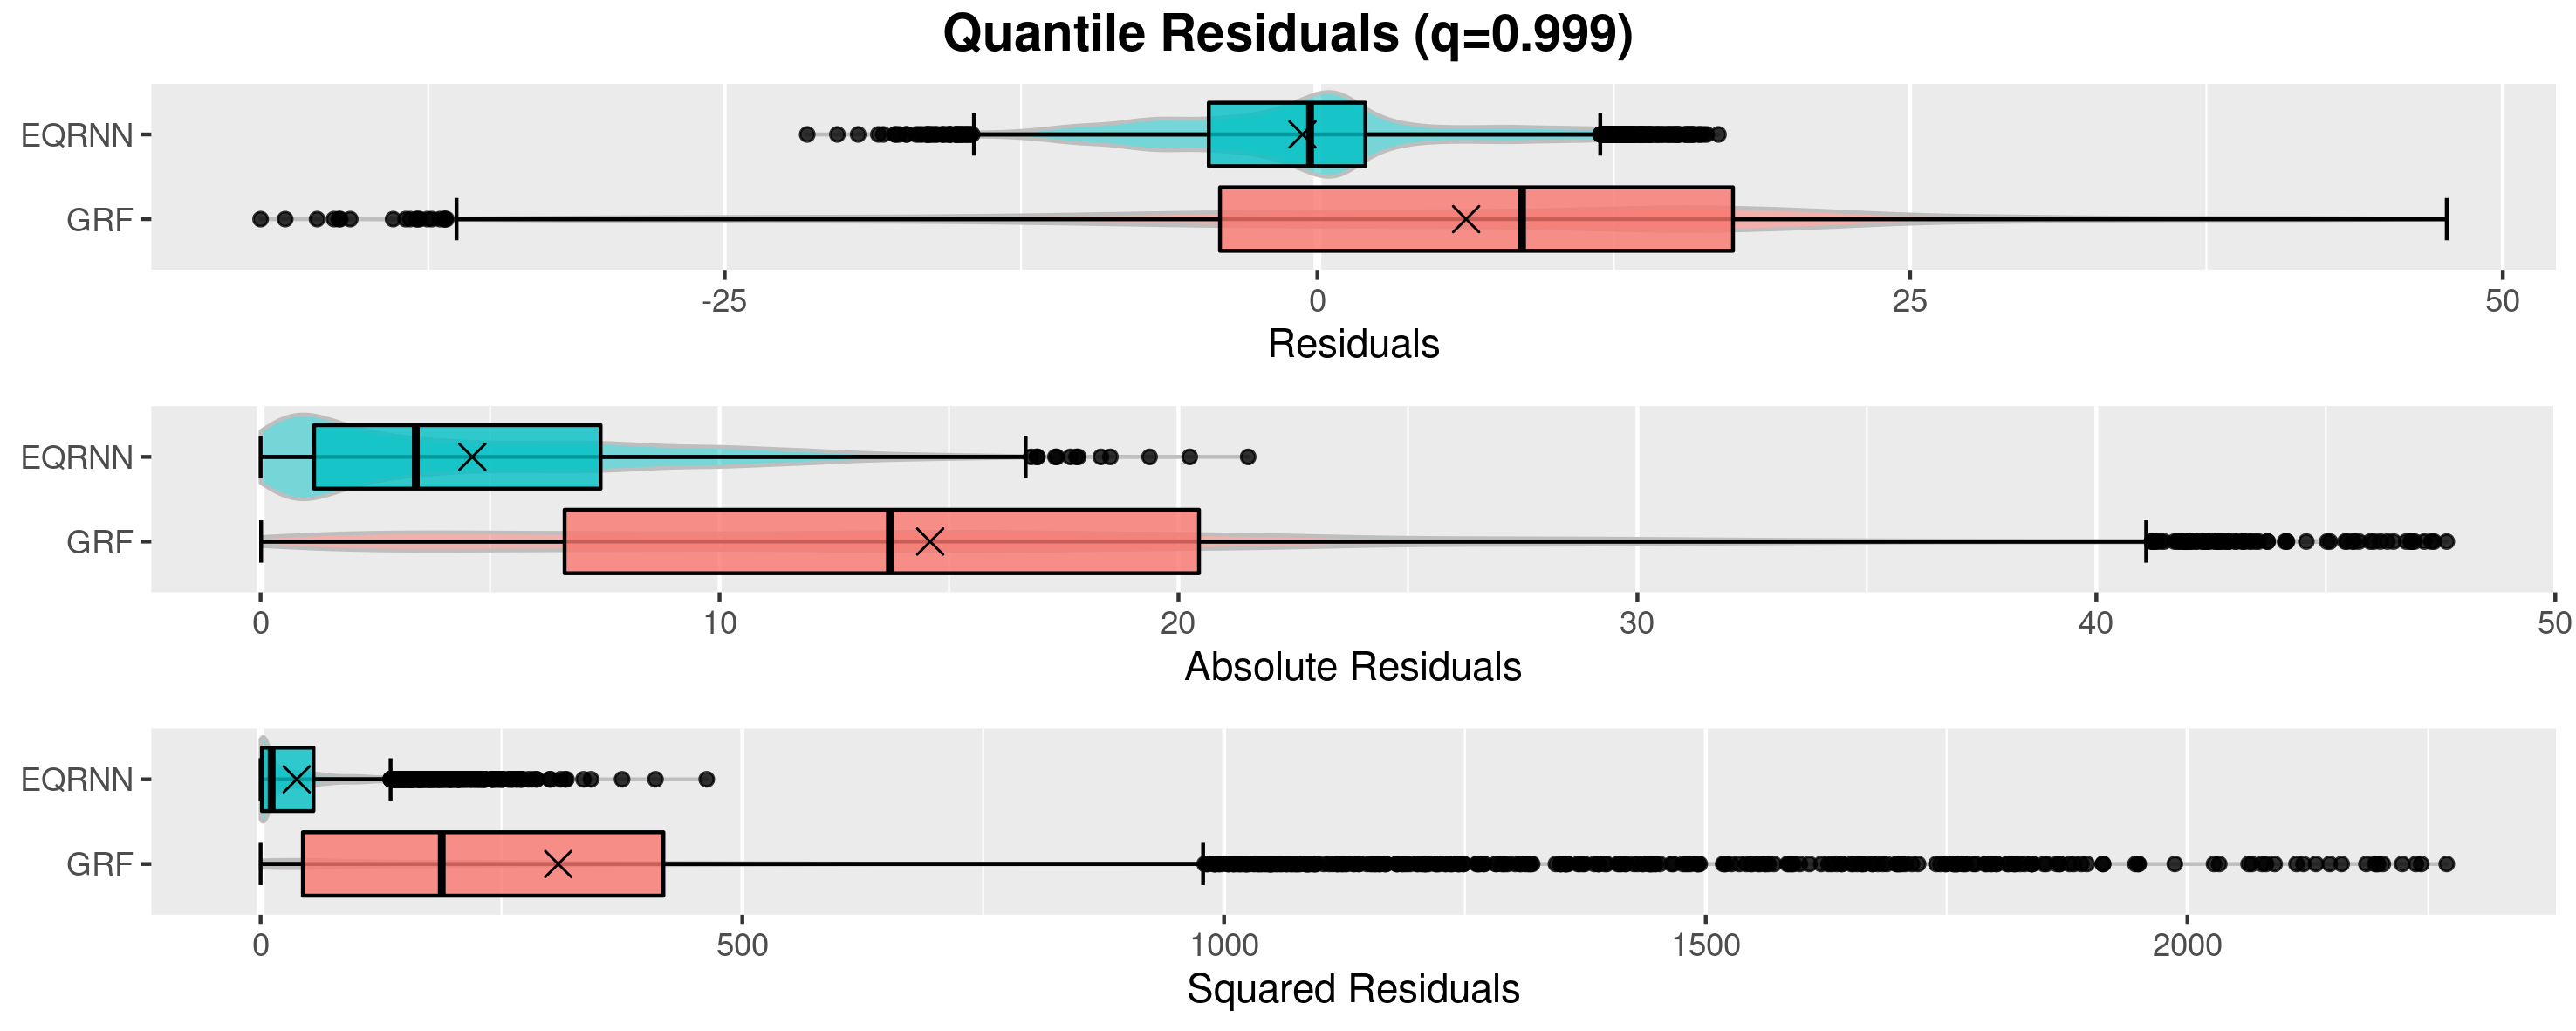 Quantile Residuals (q=0.999)
EQRNN
GRF
-25 0 25 50
Residuals
EQRNN
GRF
0 10 20 30 40 50
Absolute Residuals
EQRNN
GRF
0 500 1000 1500 2000
Squared Residuals